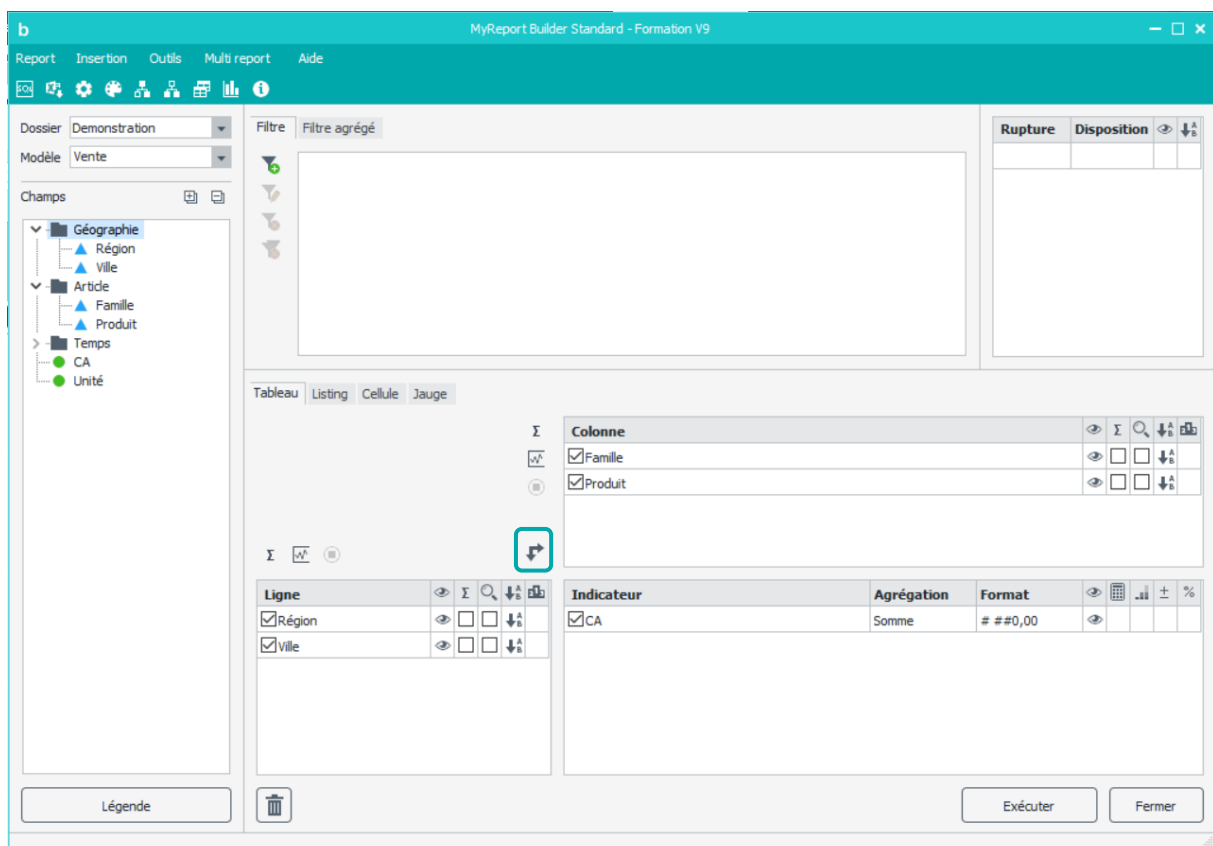 b
MyReport Builder Standard - Formation V9
Report Insertion Outils Multi report Aide
Dossier Demonstration
Modèle Vente
Champs
Géographie
Région
Ville
Article
Famille
Produit
Temps
CA
Unité
Légende
Filtre Filtre agrégé
Rupture Disposition
Tableau Listing Cellule Jauge
Σ
Colonne Σ
Famille
Produit
Σ
Ligne Σ
Région
Ville
Indicateur Agrégation Format ± %
CA Somme # ##0,00
Exécuter Fermer